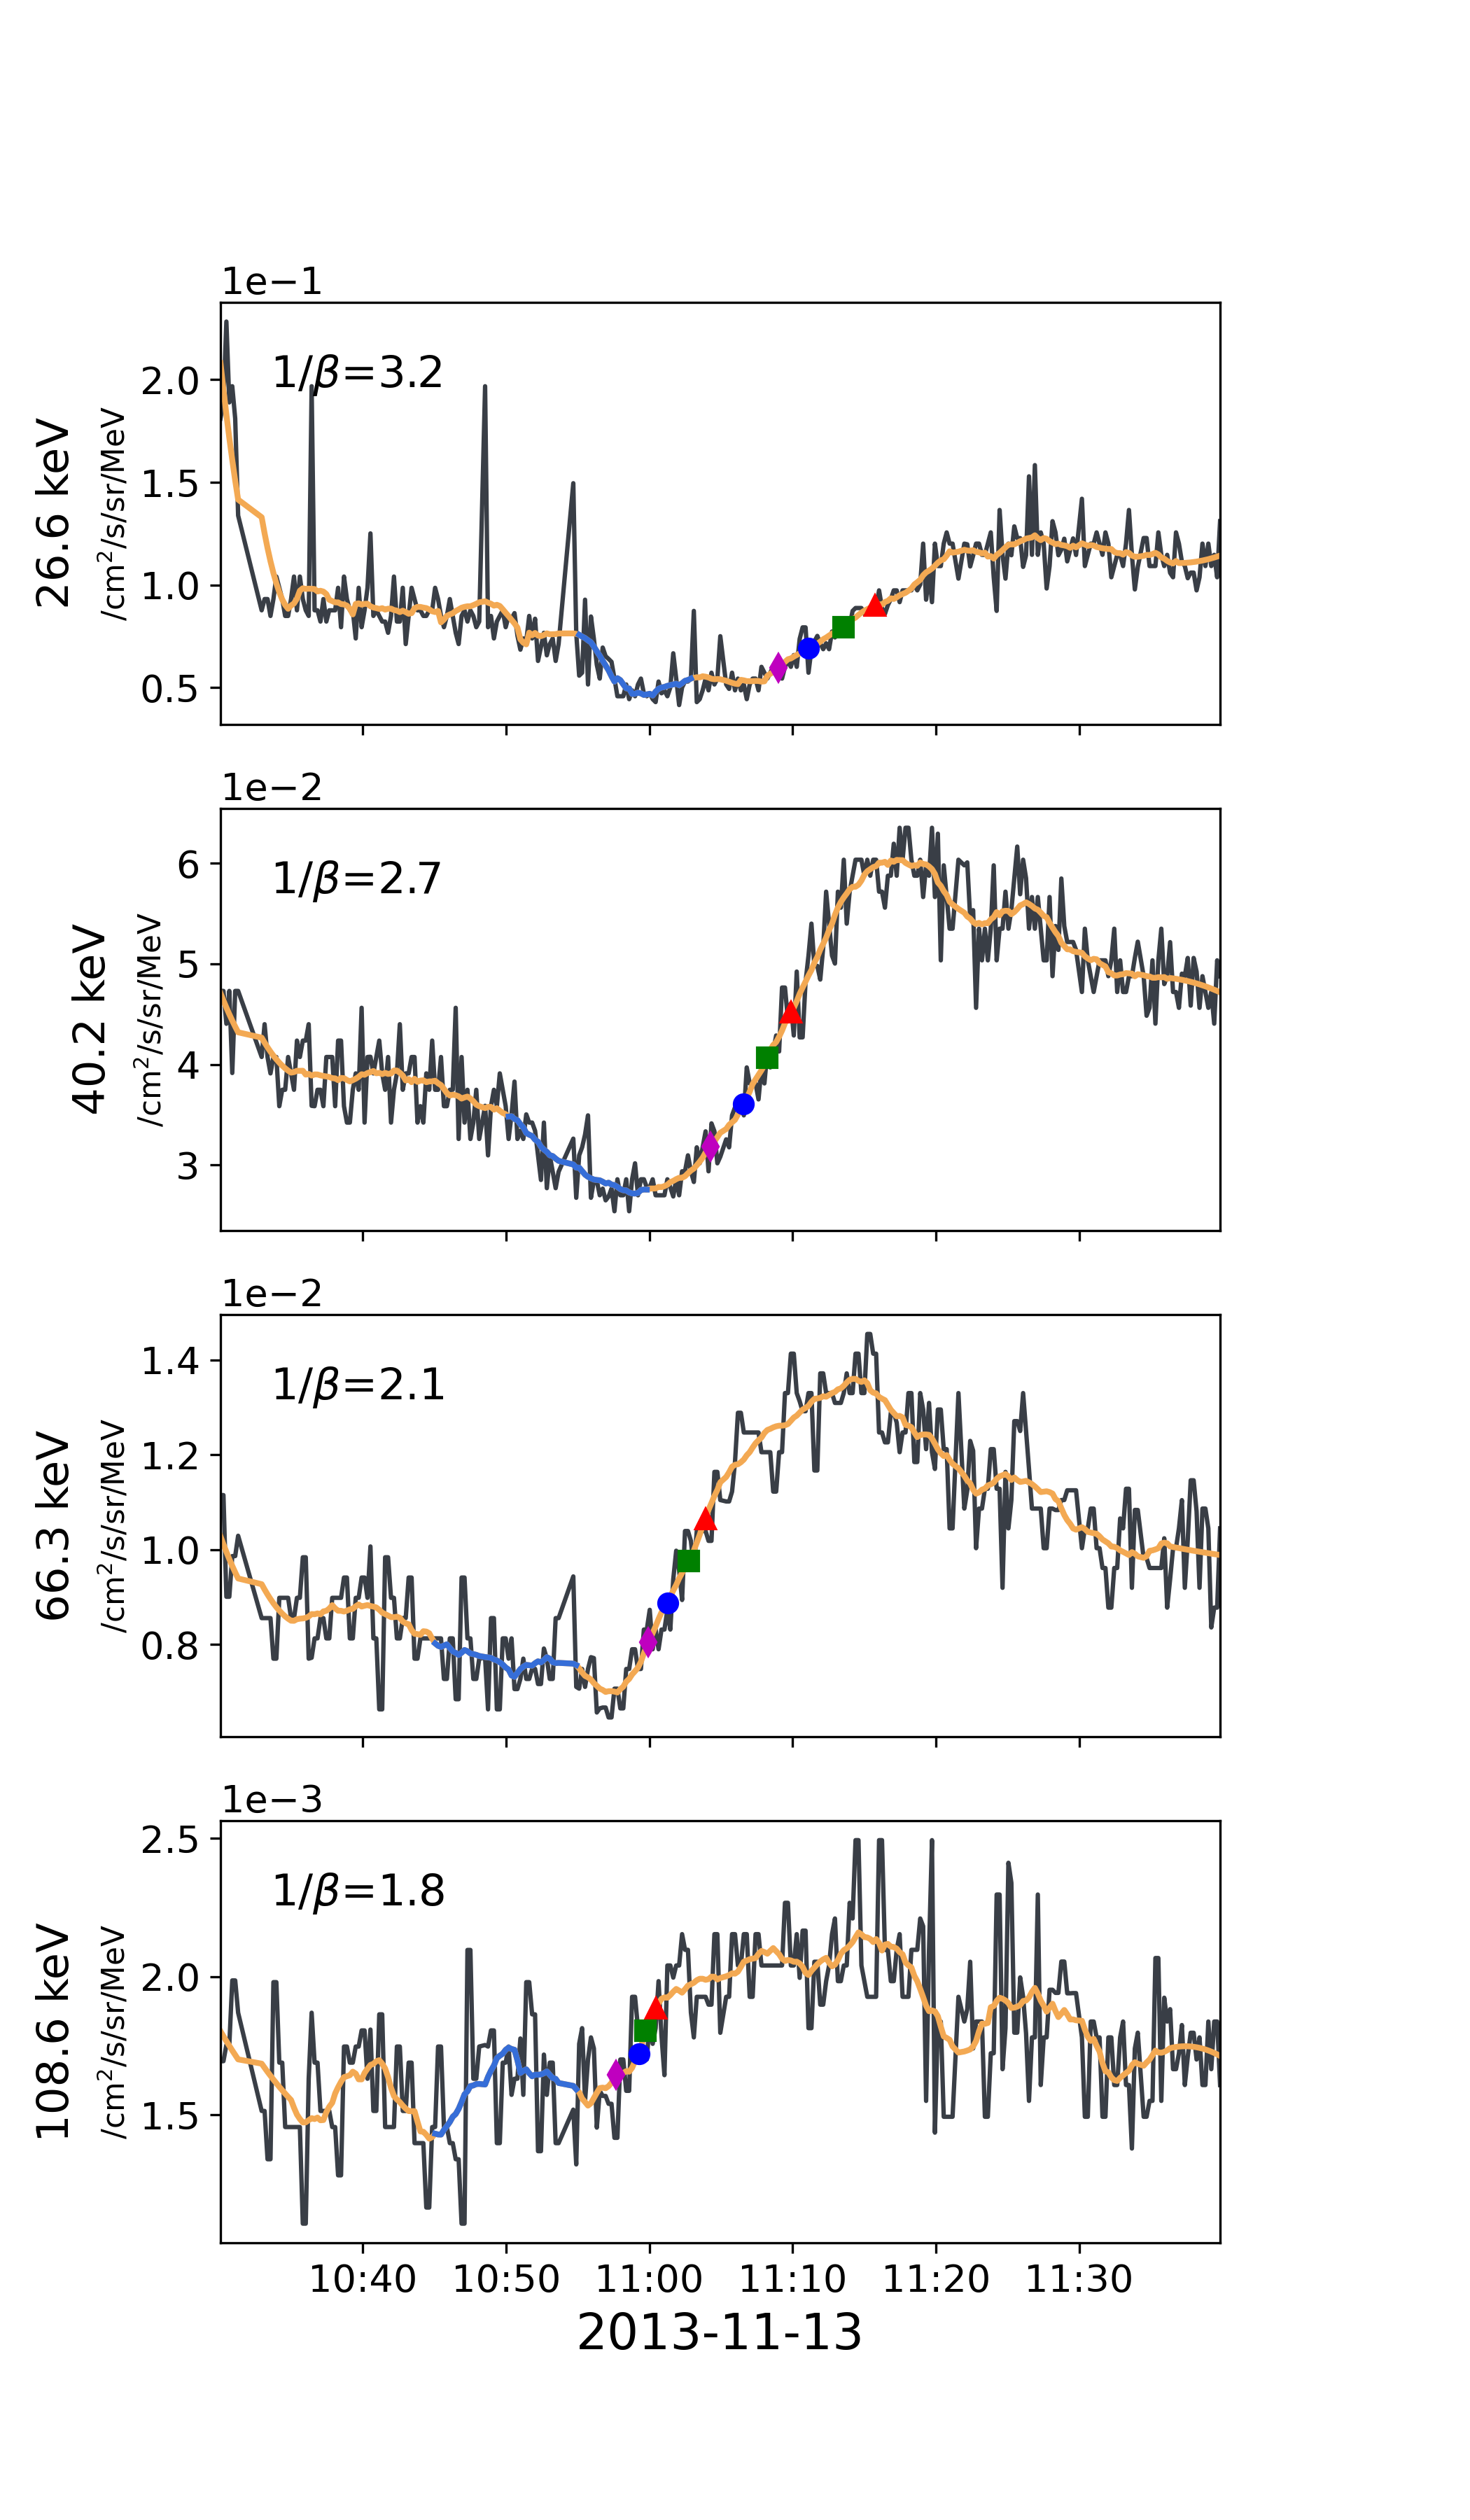 1e−1
1/β=3.2
2.0
1.5
1.0
0.5
26.6 keV
/cm²/s/sr/MeV
1e−2
1/β=2.7
6
5
4
3
40.2 keV
/cm²/s/sr/MeV
1e−2
1/β=2.1
1.4
1.2
1.0
0.8
66.3 keV
/cm²/s/sr/MeV
1e−3
1/β=1.8
2.5
2.0
1.5
108.6 keV
/cm²/s/sr/MeV
10:40 10:50 11:00 11:10 11:20 11:30
2013-11-13